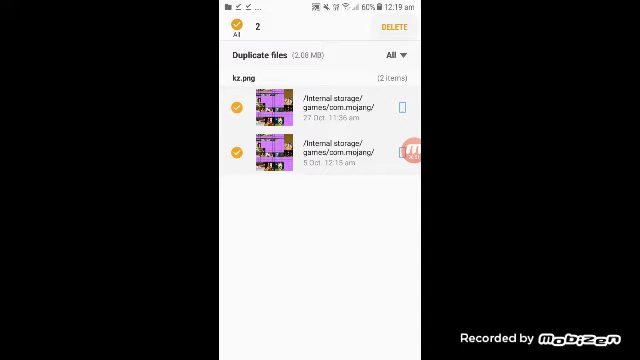 60% 12:19 am
All
2
DELETE
Duplicate files (2.08 MB)
All
kz.png
(2 items)
/Internal storage/
games/com.mojang/
27 Oct. 11:36 am
/Internal storage/
games/com.mojang/
5 Oct. 12:15 am
Recorded by MOBIZEN